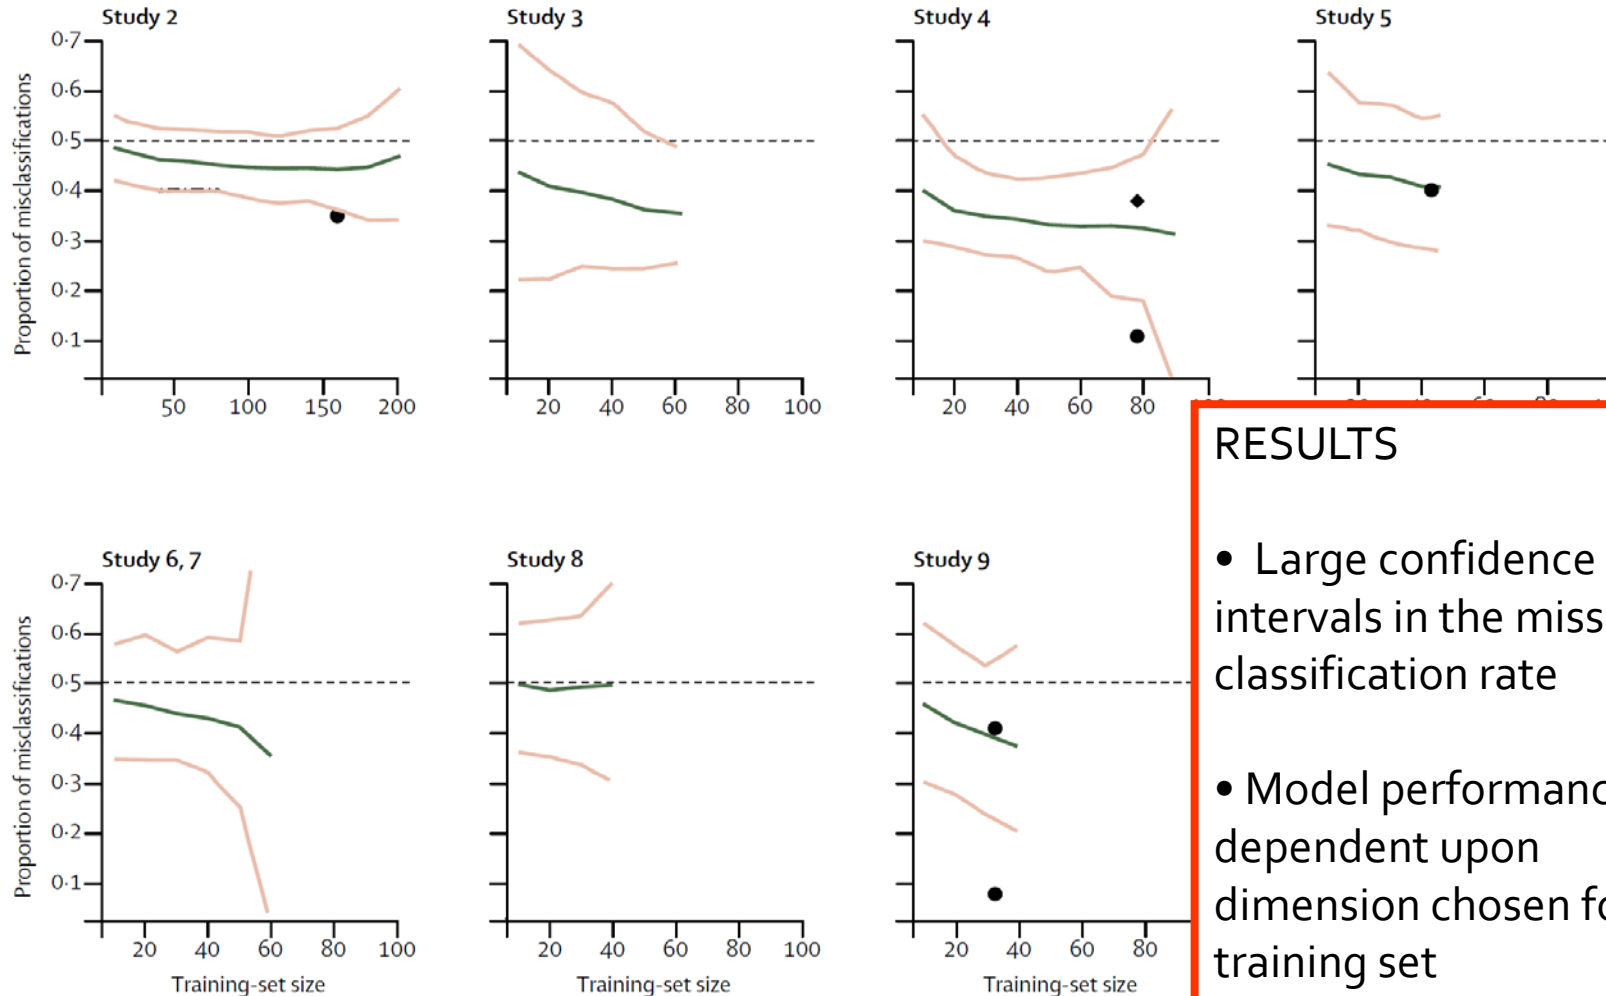 Study 2
Study 3
Study 4
Study 5
Proportion of misclassifications
0·7
0·6
0·5
0·4
0·3
0·2
0·1
50 100 150 200
20 40 60 80 100
20 40 60 80
RESULTS
• Large confidence
intervals in the miss
classification rate
• Model
dependent upon
dimension chosen
training set
Study 6, 7
Study 8
Study 9
Proportion of misclassifications
0·7
0·6
0·5
0·4
0·3
0·2
0·1
20 40 60 80 100
20 40 60 80 100
20 40 60 80
Training-set size
Training-set size
Training-set size